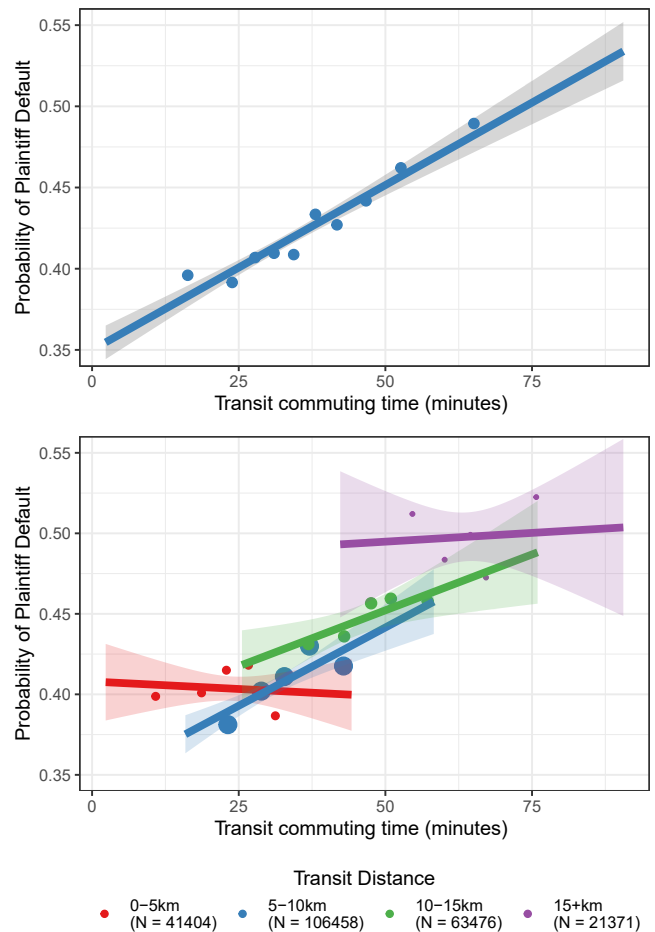 0.55
0.50
0.45
0.40
0.35
Probability of Plaintiff Default
0 25 50 75
Transit commuting time (minutes)
0.55
0.50
0.45
0.40
0.35
Probability of Plaintiff Default
0 25 50 75
Transit commuting time (minutes)
Transit Distance
0−5km
(N = 41404)
5−10km
(N = 106458)
10−15km
(N = 63476)
15+km
(N = 21371)